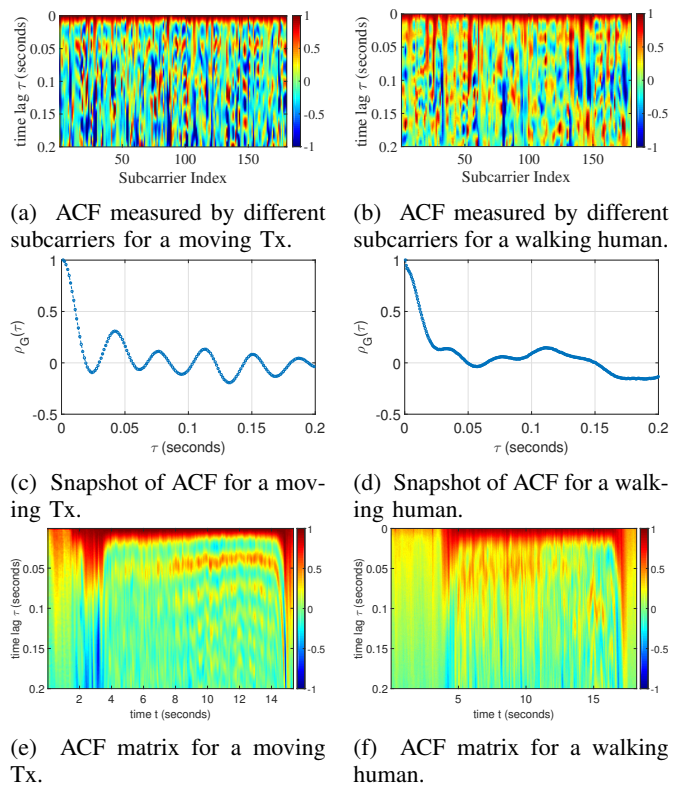 0
0.05
0.1
0.15
0.2
time lag τ (seconds)
50 100 150
Subcarrier Index
1
0.5
0
-0.5
-1
0
0.05
0.1
0.15
0.2
time lag τ (seconds)
50 100 150
Subcarrier Index
1
0.5
0
-0.5
-1
(a) ACF measured by different
subcarriers for a moving Tx.
(b) ACF measured by different
subcarriers for a walking human.
1
0.5
0
-0.5
ρG(τ)
0 0.05 0.1 0.15 0.2
τ (seconds)
1
0.5
0
-0.5
ρG(τ)
0 0.05 0.1 0.15 0.2
τ (seconds)
(c) Snapshot of ACF for a mov-
ing Tx.
(d) Snapshot of ACF for a walk-
ing human.
0
0.05
0.1
0.15
0.2
time lag τ (seconds)
2 4 6 8 10 12 14
time t (seconds)
1
0.5
0
-0.5
-1
0
0.05
0.1
0.15
0.2
time lag τ (seconds)
5 10 15
time t (seconds)
1
0.5
0
-0.5
-1
(e) ACF matrix for a moving
Tx.
(f) ACF matrix for a walking
human.